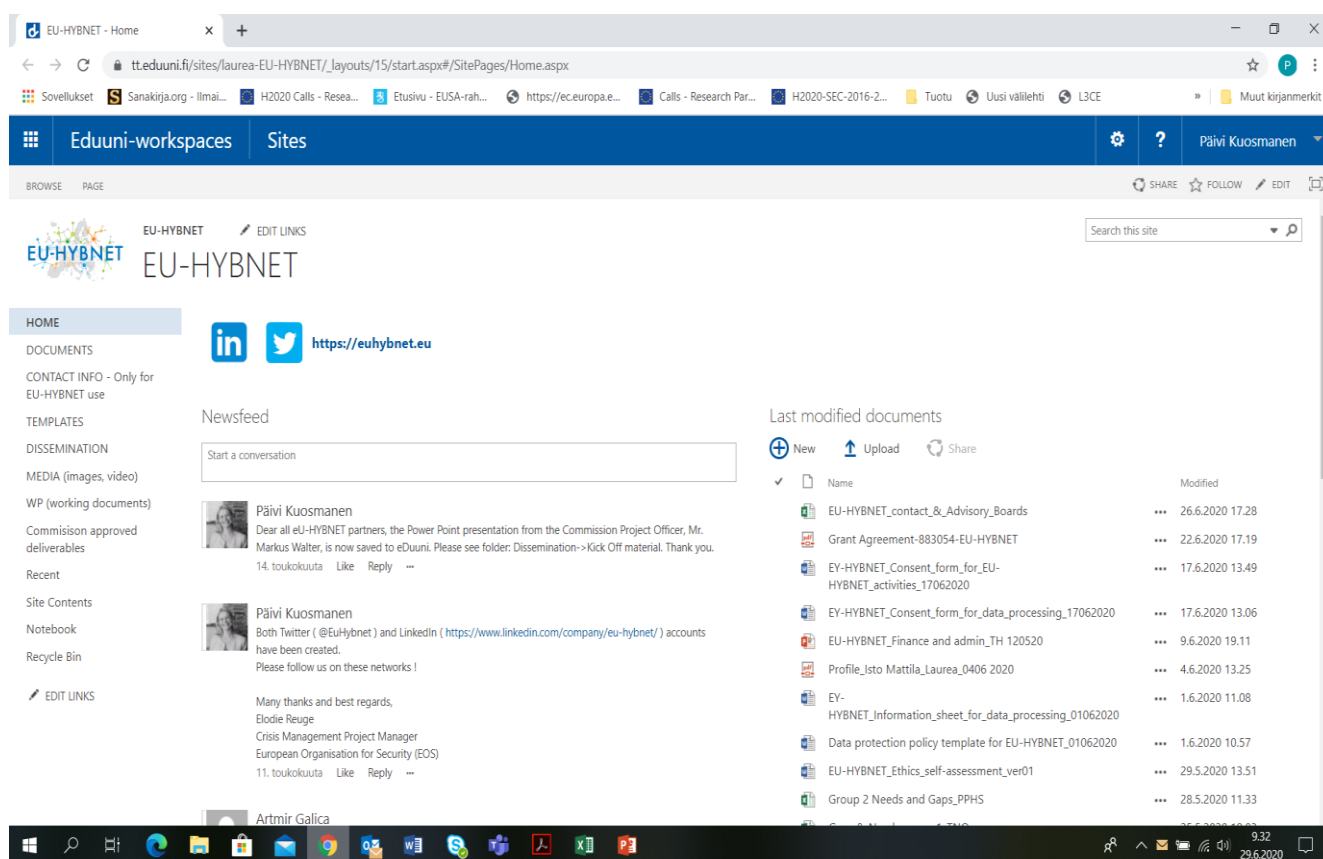 EU-HYBNET - Home
tt.eduuni.fi/sites/laurea-EU-HYBNET/_layouts/15/start.aspx#/SitePages/Home.aspx
P
Sovellukset
Sanakirja.org - Ilmai...
H2020 Calls - Resea...
Etusivu - EUSA-rah...
https://ec.europa.e...
Calls - Research Par...
H2020-SEC-2016-2...
Tuotu
Uusi välilehti
L3CE
»
Muut kirjanmerkit
Eduuni-workspaces
Sites
?
Päivi Kuosmanen
BROWSE
PAGE
SHARE
FOLLOW
EDIT
EU-HYBNET
EU-HYBNET
EDIT LINKS
EU-HYBNET
Search this site
HOME
DOCUMENTS
CONTACT INFO - Only for
EU-HYBNET use
TEMPLATES
DISSEMINATION
MEDIA (images, video)
WP (working documents)
Commisison approved
deliverables
Recent
Site Contents
Notebook
Recycle Bin
EDIT LINKS
in
https://euhybnet.eu
Newsfeed
Start a conversation
Päivi Kuosmanen
Dear all eU-HYBNET partners, the Power Point presentation from the Commission Project Officer, Mr.
Markus Walter, is now saved to eDuuni. Please see folder: Dissemination->Kick Off material. Thank you.
14. toukokuuta Like Reply ...
Päivi Kuosmanen
Both Twitter ( @EuHybnet ) and LinkedIn ( https://www.linkedin.com/company/eu-hybnet/ ) accounts
have been created.
Please follow us on these networks !
Many thanks and best regards,
Elodie Reuge
Crisis Management Project Manager
European Organisation for Security (EOS)
11. toukokuuta Like Reply ...
Artmir Galica
Last modified documents
New
Upload
Share
Name
Modified
EU-HYBNET_contact_&_Advisory_Boards ... 26.6.2020 17.28
Grant Agreement-883054-EU-HYBNET ... 22.6.2020 17.19
EY-HYBNET_Consent_form_for_EU- ... 17.6.2020 13.49
HYBNET_activities_17062020
EY-HYBNET_Consent_form_for_data_processing_17062020 ... 17.6.2020 13.06
EU-HYBNET_Finance and admin_TH 120520 ... 9.6.2020 19.11
Profile_Isto Mattila_Laurea_0406 2020 ... 4.6.2020 13.25
EY- ... 1.6.2020 11.08
HYBNET_Information_sheet_for_data_processing_01062020
Data protection policy template for EU-HYBNET_01062020 ... 1.6.2020 10.57
EU-HYBNET_Ethics_self-assessment_ver01 ... 29.5.2020 13.51
Group 2 Needs and Gaps_PPHS ... 28.5.2020 11.33
9.32
29.6.2020